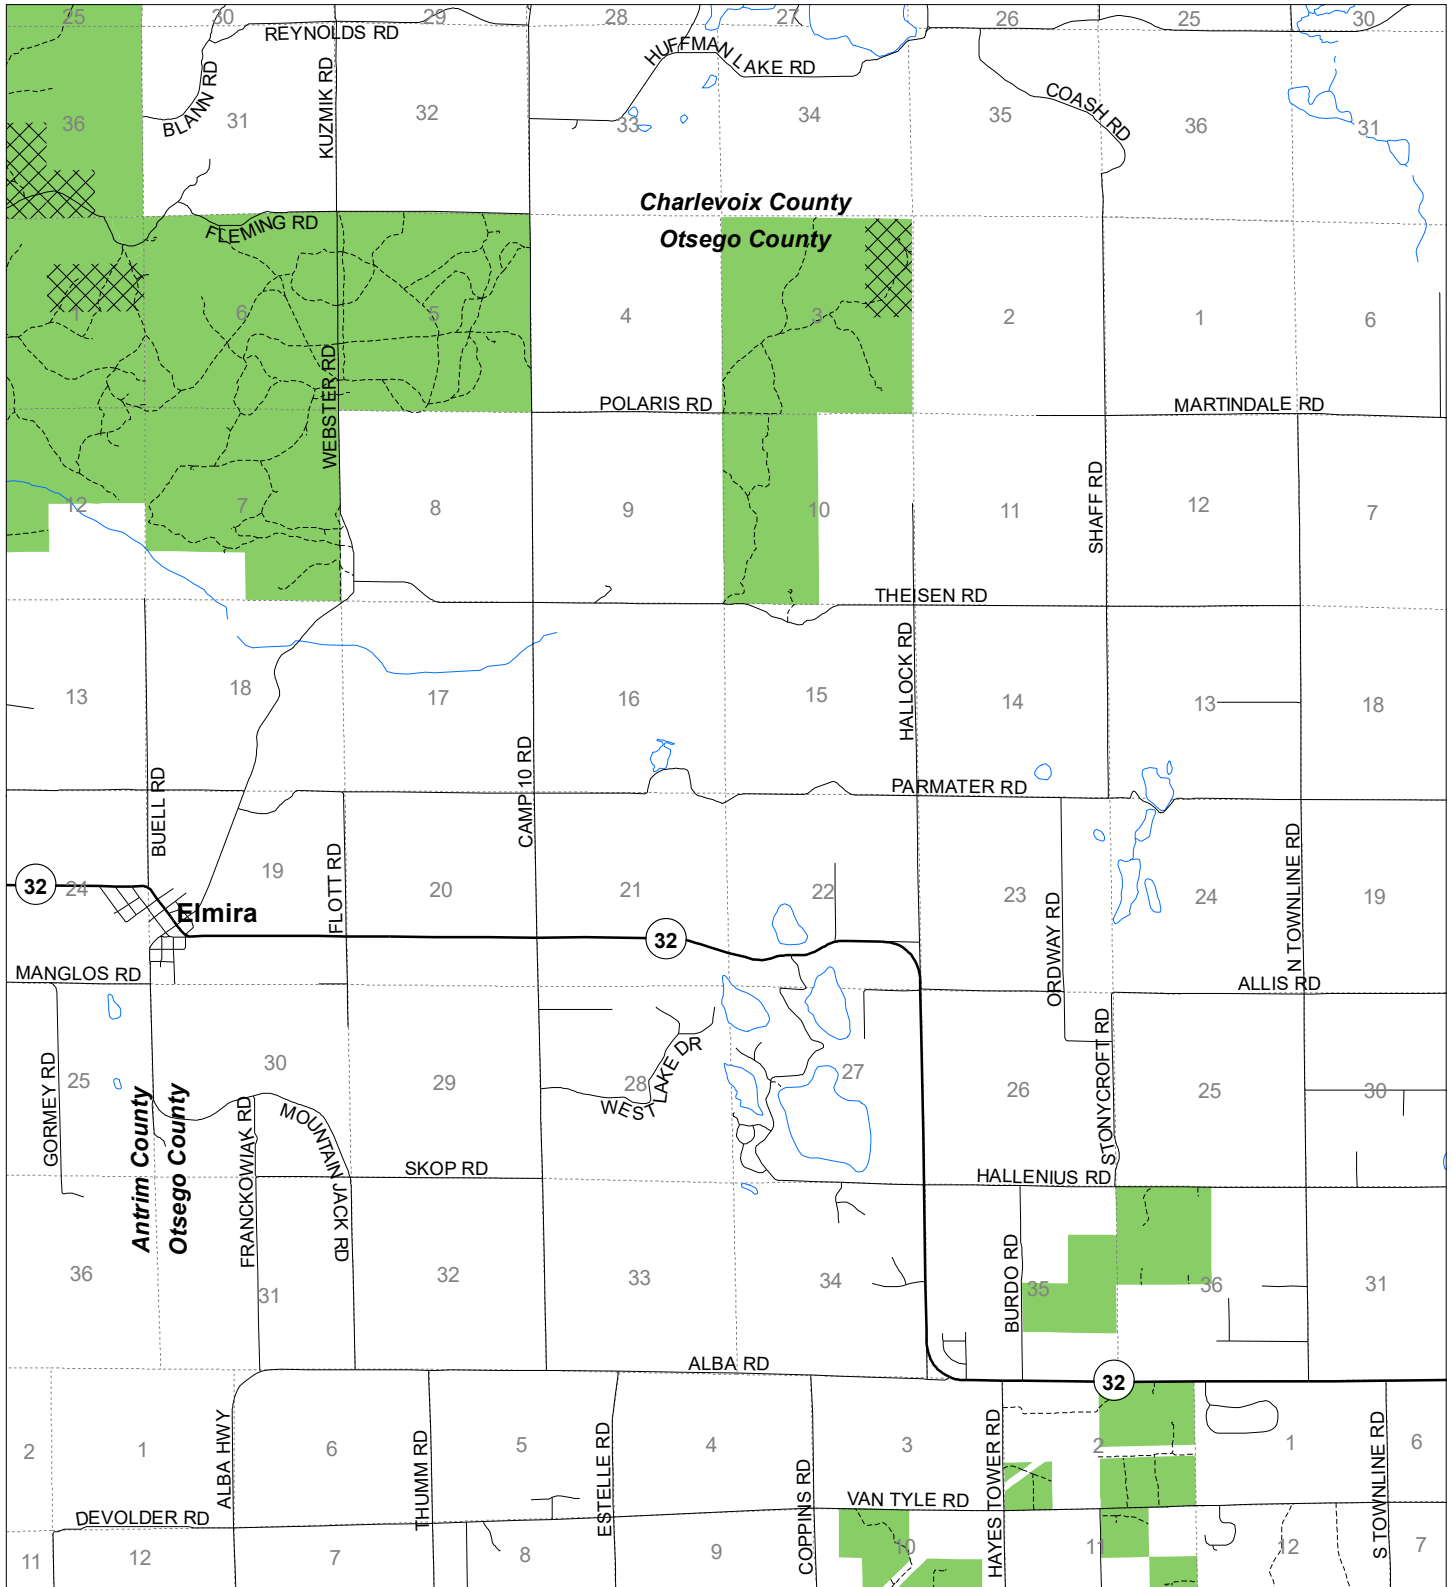 25
30
29
28
27
26
25
30
REYNOLDS RD
HUFFMAN LAKE RD
BLANN RD
KUZMIK RD
COASH RD
36
31
32
33
34
35
36
31
Charlevoix County
Otsego County
FLEMING RD
1
6
5
4
3
2
1
6
WEBSTER RD
POLARIS RD
MARTINDALE RD
12
7
8
9
10
11
12
7
SHAFF RD
THEISEN RD
HALLOCK RD
13
18
17
16
15
14
13
18
BUELL RD
CAMP 10 RD
PARMATER RD
N TOWNLINE RD
32
24
19
20
21
22
23
24
19
FLOTT RD
ORDWAY RD
Elmira
32
MANGLOS RD
ALLIS RD
GORMEY RD
25
30
29
28
27
26
25
30
WEST LAKE DR
STONYCROFT RD
Antrim County
Otsego County
FRANCKOWIAK RD
MOUNTAIN JACK RD
SKOP RD
HALLENIUS RD
BURDO RD
36
31
32
33
34
35
36
31
ALBA RD
32
ALBA HWY
THUMM RD
ESTELLE RD
COPPINS RD
HAYES TOWER RD
S TOWNLINE RD
2
1
6
5
4
3
2
1
6
DEVOLDER RD
VAN TYLE RD
11
12
7
8
9
10
11
12
7